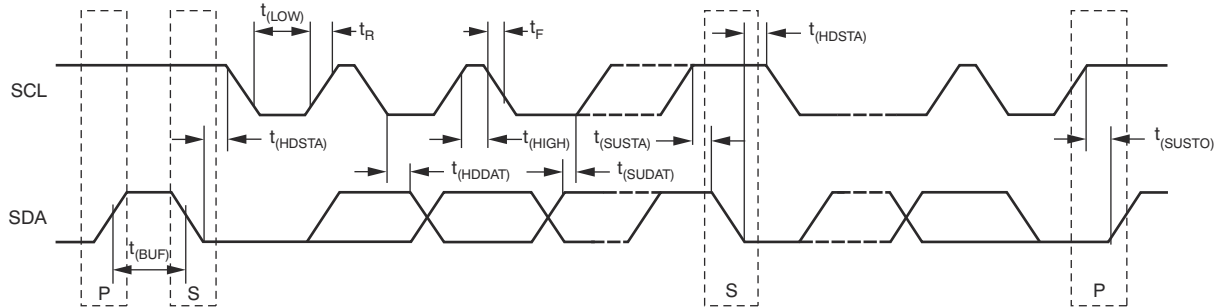 t(LOW)
tR
tF
t(HDSTA)
SCL
t(HDSTA)
t(HIGH)
t(SUSTA)
t(SUSTO)
t(HDDAT)
t(SUDAT)
SDA
t(BUF)
P
S
S
P